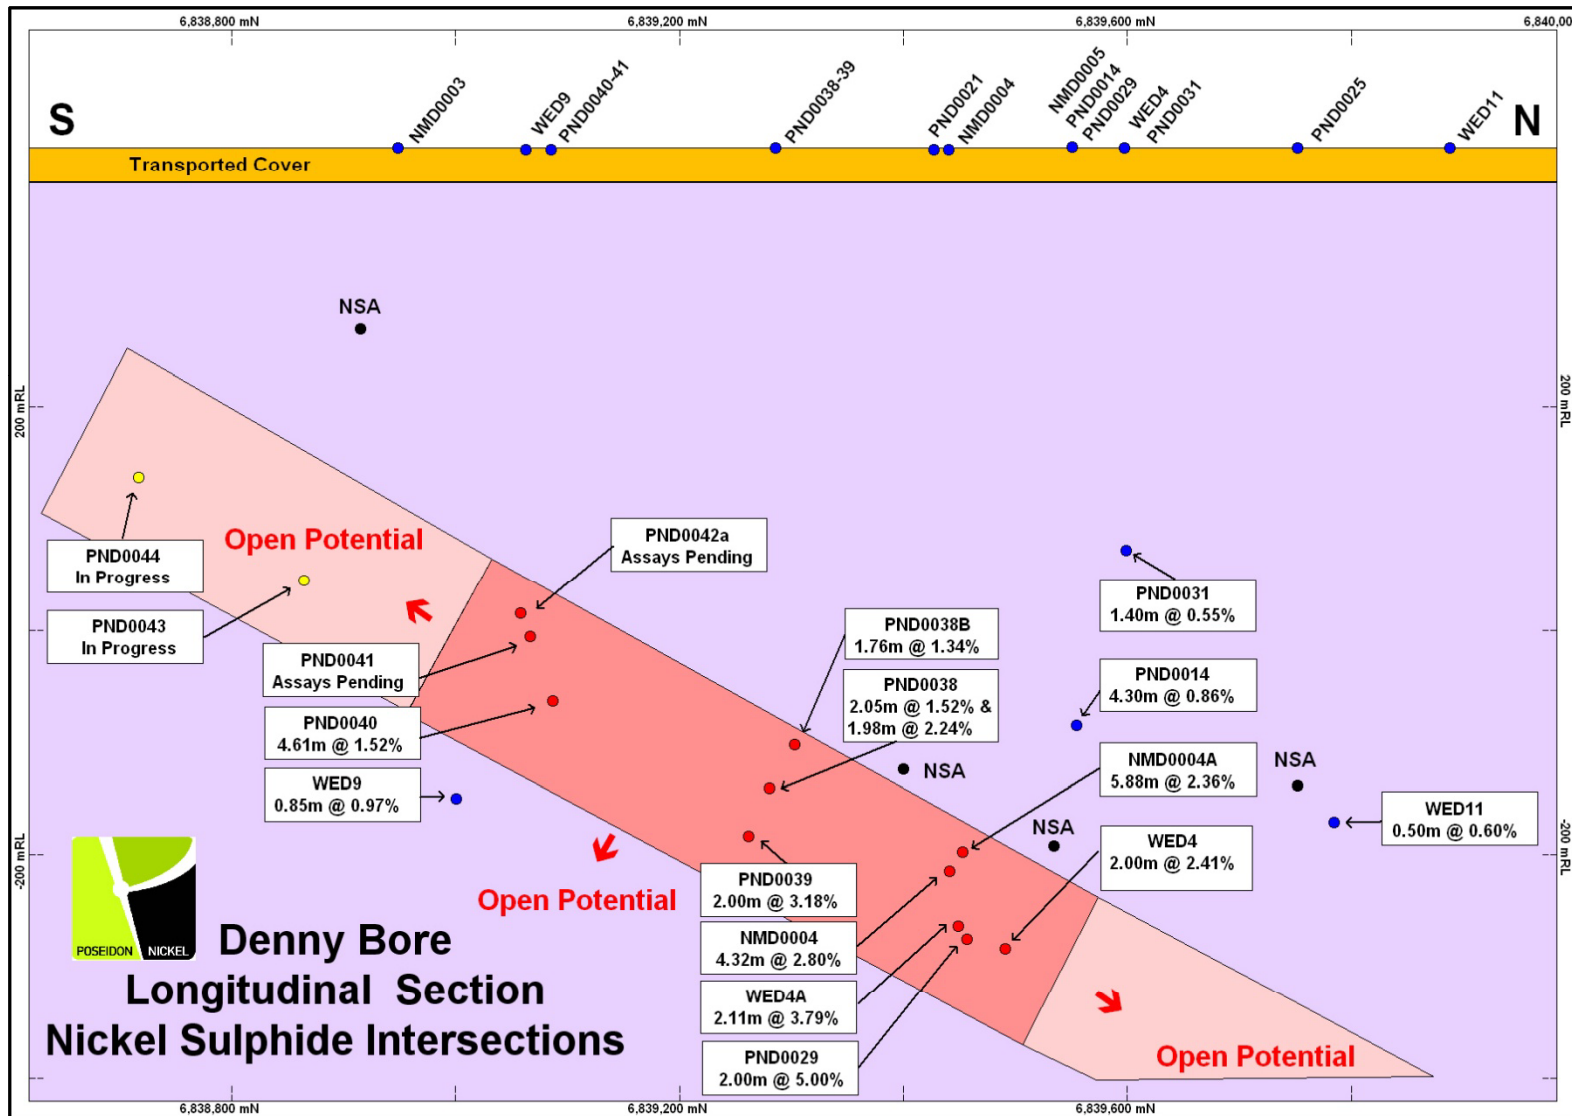 6,838,800 mN
6,839,200 mN
6,839,600 mN
6,840,00
S
NMD0003
WED9
PND0040-41
PND0038-39
PND0021
NMD0004
NMD0005
PND0014
PND0029
WED4
PND0031
PND0025
WED11
N
Transported Cover
NSA
200 mRL
200 mRL
Open Potential
PND0044
In Progress
PND0043
In Progress
PND0042a
Assays Pending
PND0041
Assays Pending
PND0040
4.61m @ 1.52%
WED9
0.85m @ 0.97%
PND0038B
1.76m @ 1.34%
PND0038
2.05m @ 1.52% &
1.98m @ 2.24%
NSA
PND0031
1.40m @ 0.55%
PND0014
4.30m @ 0.86%
NMD0004A
5.88m @ 2.36%
NSA
NSA
WED11
0.50m @ 0.60%
WED4
2.00m @ 2.41%
-200 mRL
-200 mRL
Open Potential
PND0039
2.00m @ 3.18%
NMD0004
4.32m @ 2.80%
WED4A
2.11m @ 3.79%
PND0029
2.00m @ 5.00%
Open Potential
POSEIDON NICKEL
Denny Bore
Longitudinal Section
Nickel Sulphide Intersections
6,838,800 mN
6,839,200 mN
6,839,600 mN